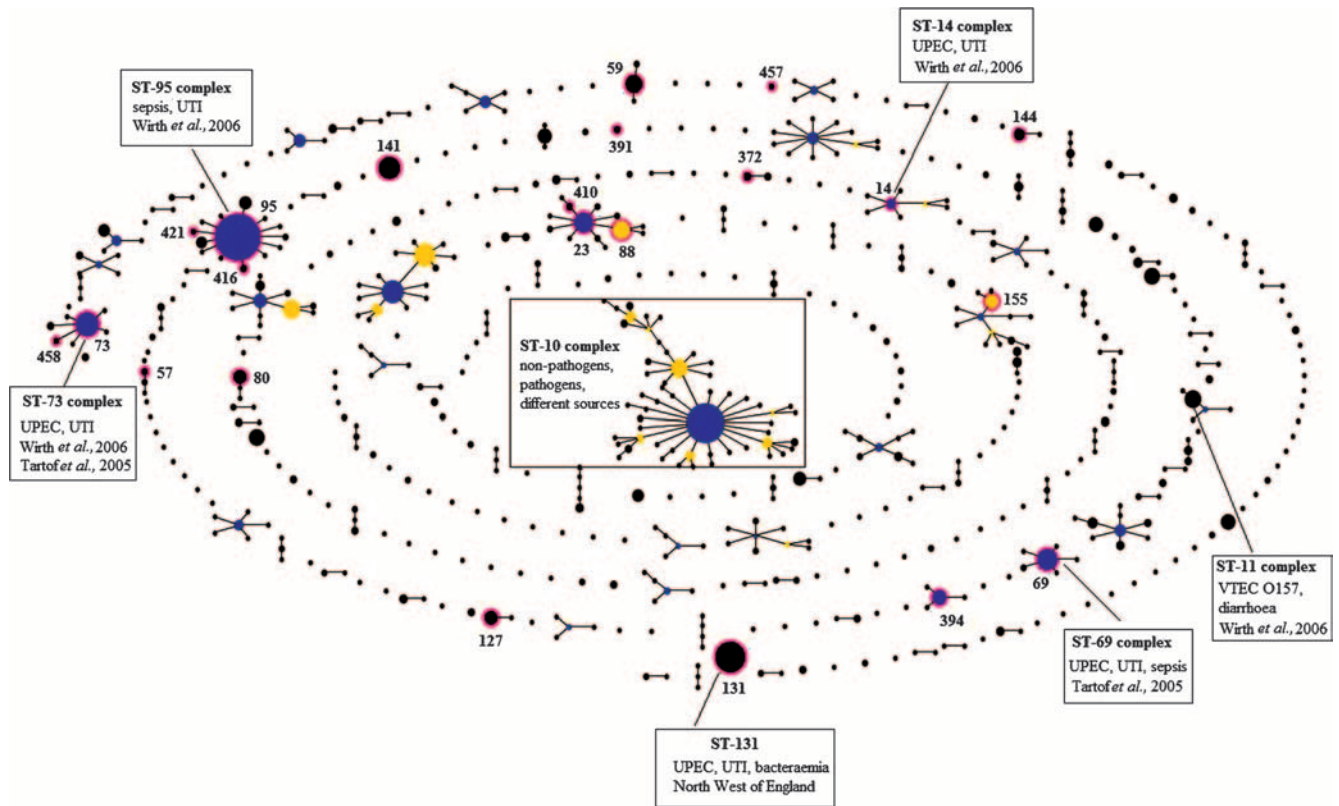 ST-14 complex
UPEC, UTI
Wirth et al., 2006
ST-95 complex
sepsis, UTI
Wirth et al., 2006
59
457
144
141
391
372
14
95
410
421
23
88
416
155
73
458
57
80
ST-10 complex
non-pathogens,
pathogens,
different sources
ST-73 complex
UPEC, UTI
Wirth et al., 2006
Tartof et al., 2005
69
394
127
131
ST-11 complex
VTEC O157,
diarrhoea
Wirth et al., 2006
ST-69 complex
UPEC, UTI, sepsis
Tartof et al., 2005
ST-131
UPEC, UTI, bacteraemia
North West of England